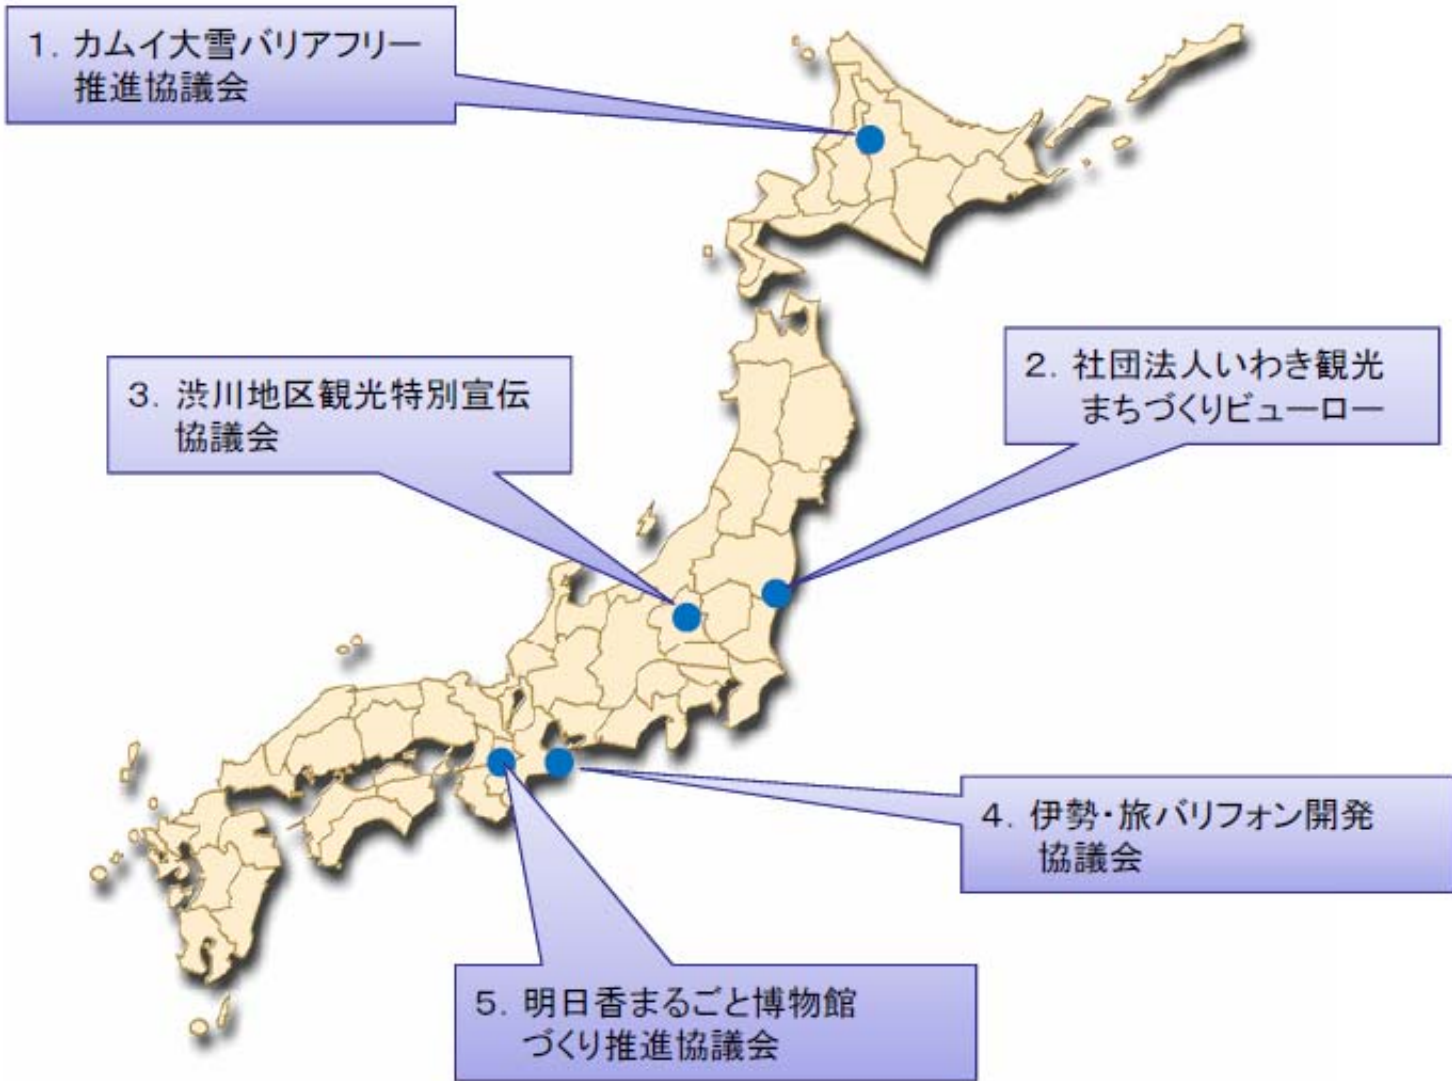 1. カムイ大雪バリアフリー
推進協議会
2. 社団法人いわき観光
まちづくりビューロー
3. 渋川地区観光特別宣伝
協議会
4. 伊勢・旅バリフォン開発
協議会
5. 明日香まるごと博物館
づくり推進協議会